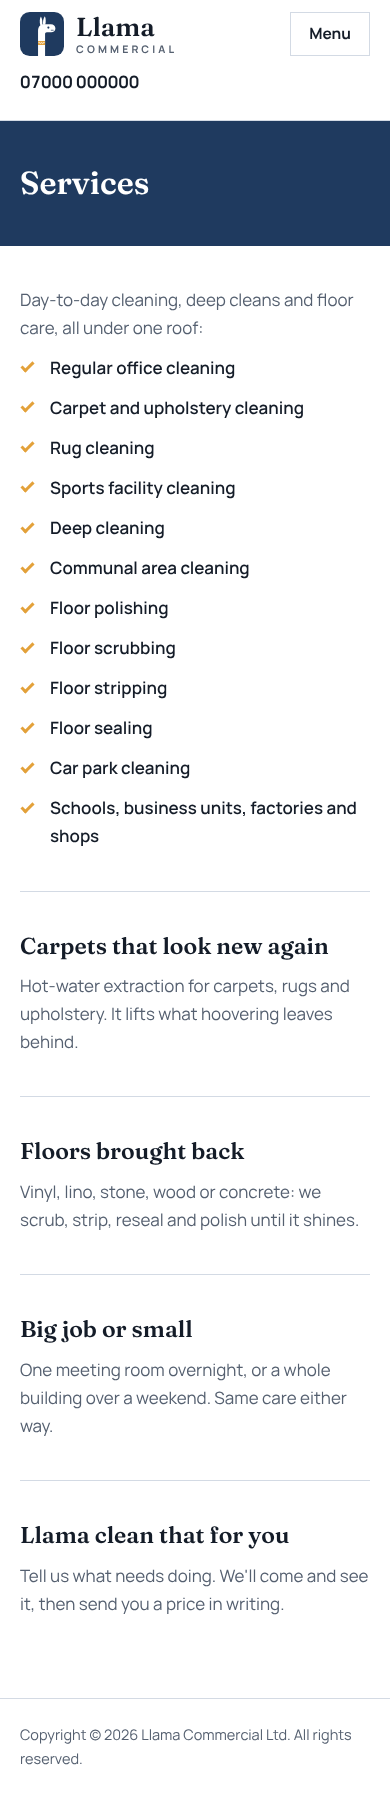 Llama
COMMERCIAL
Menu
07000 000000
Services
Day-to-day cleaning, deep cleans and floor
care, all under one roof:
Regular office cleaning
Carpet and upholstery cleaning
Rug cleaning
Sports facility cleaning
Deep cleaning
Communal area cleaning
Floor polishing
Floor scrubbing
Floor stripping
Floor sealing
Car park cleaning
Schools, business units, factories and
shops
Carpets that look new again
Hot-water extraction for carpets, rugs and
upholstery. It lifts what hoovering leaves
behind.
Floors brought back
Vinyl, lino, stone, wood or concrete: we
scrub, strip, reseal and polish until it shines.
Big job or small
One meeting room overnight, or a whole
building over a weekend. Same care either
way.
Llama clean that for you
Tell us what needs doing. We'll come and see
it, then send you a price in writing.
Copyright © 2026 Llama Commercial Ltd. All rights
reserved.